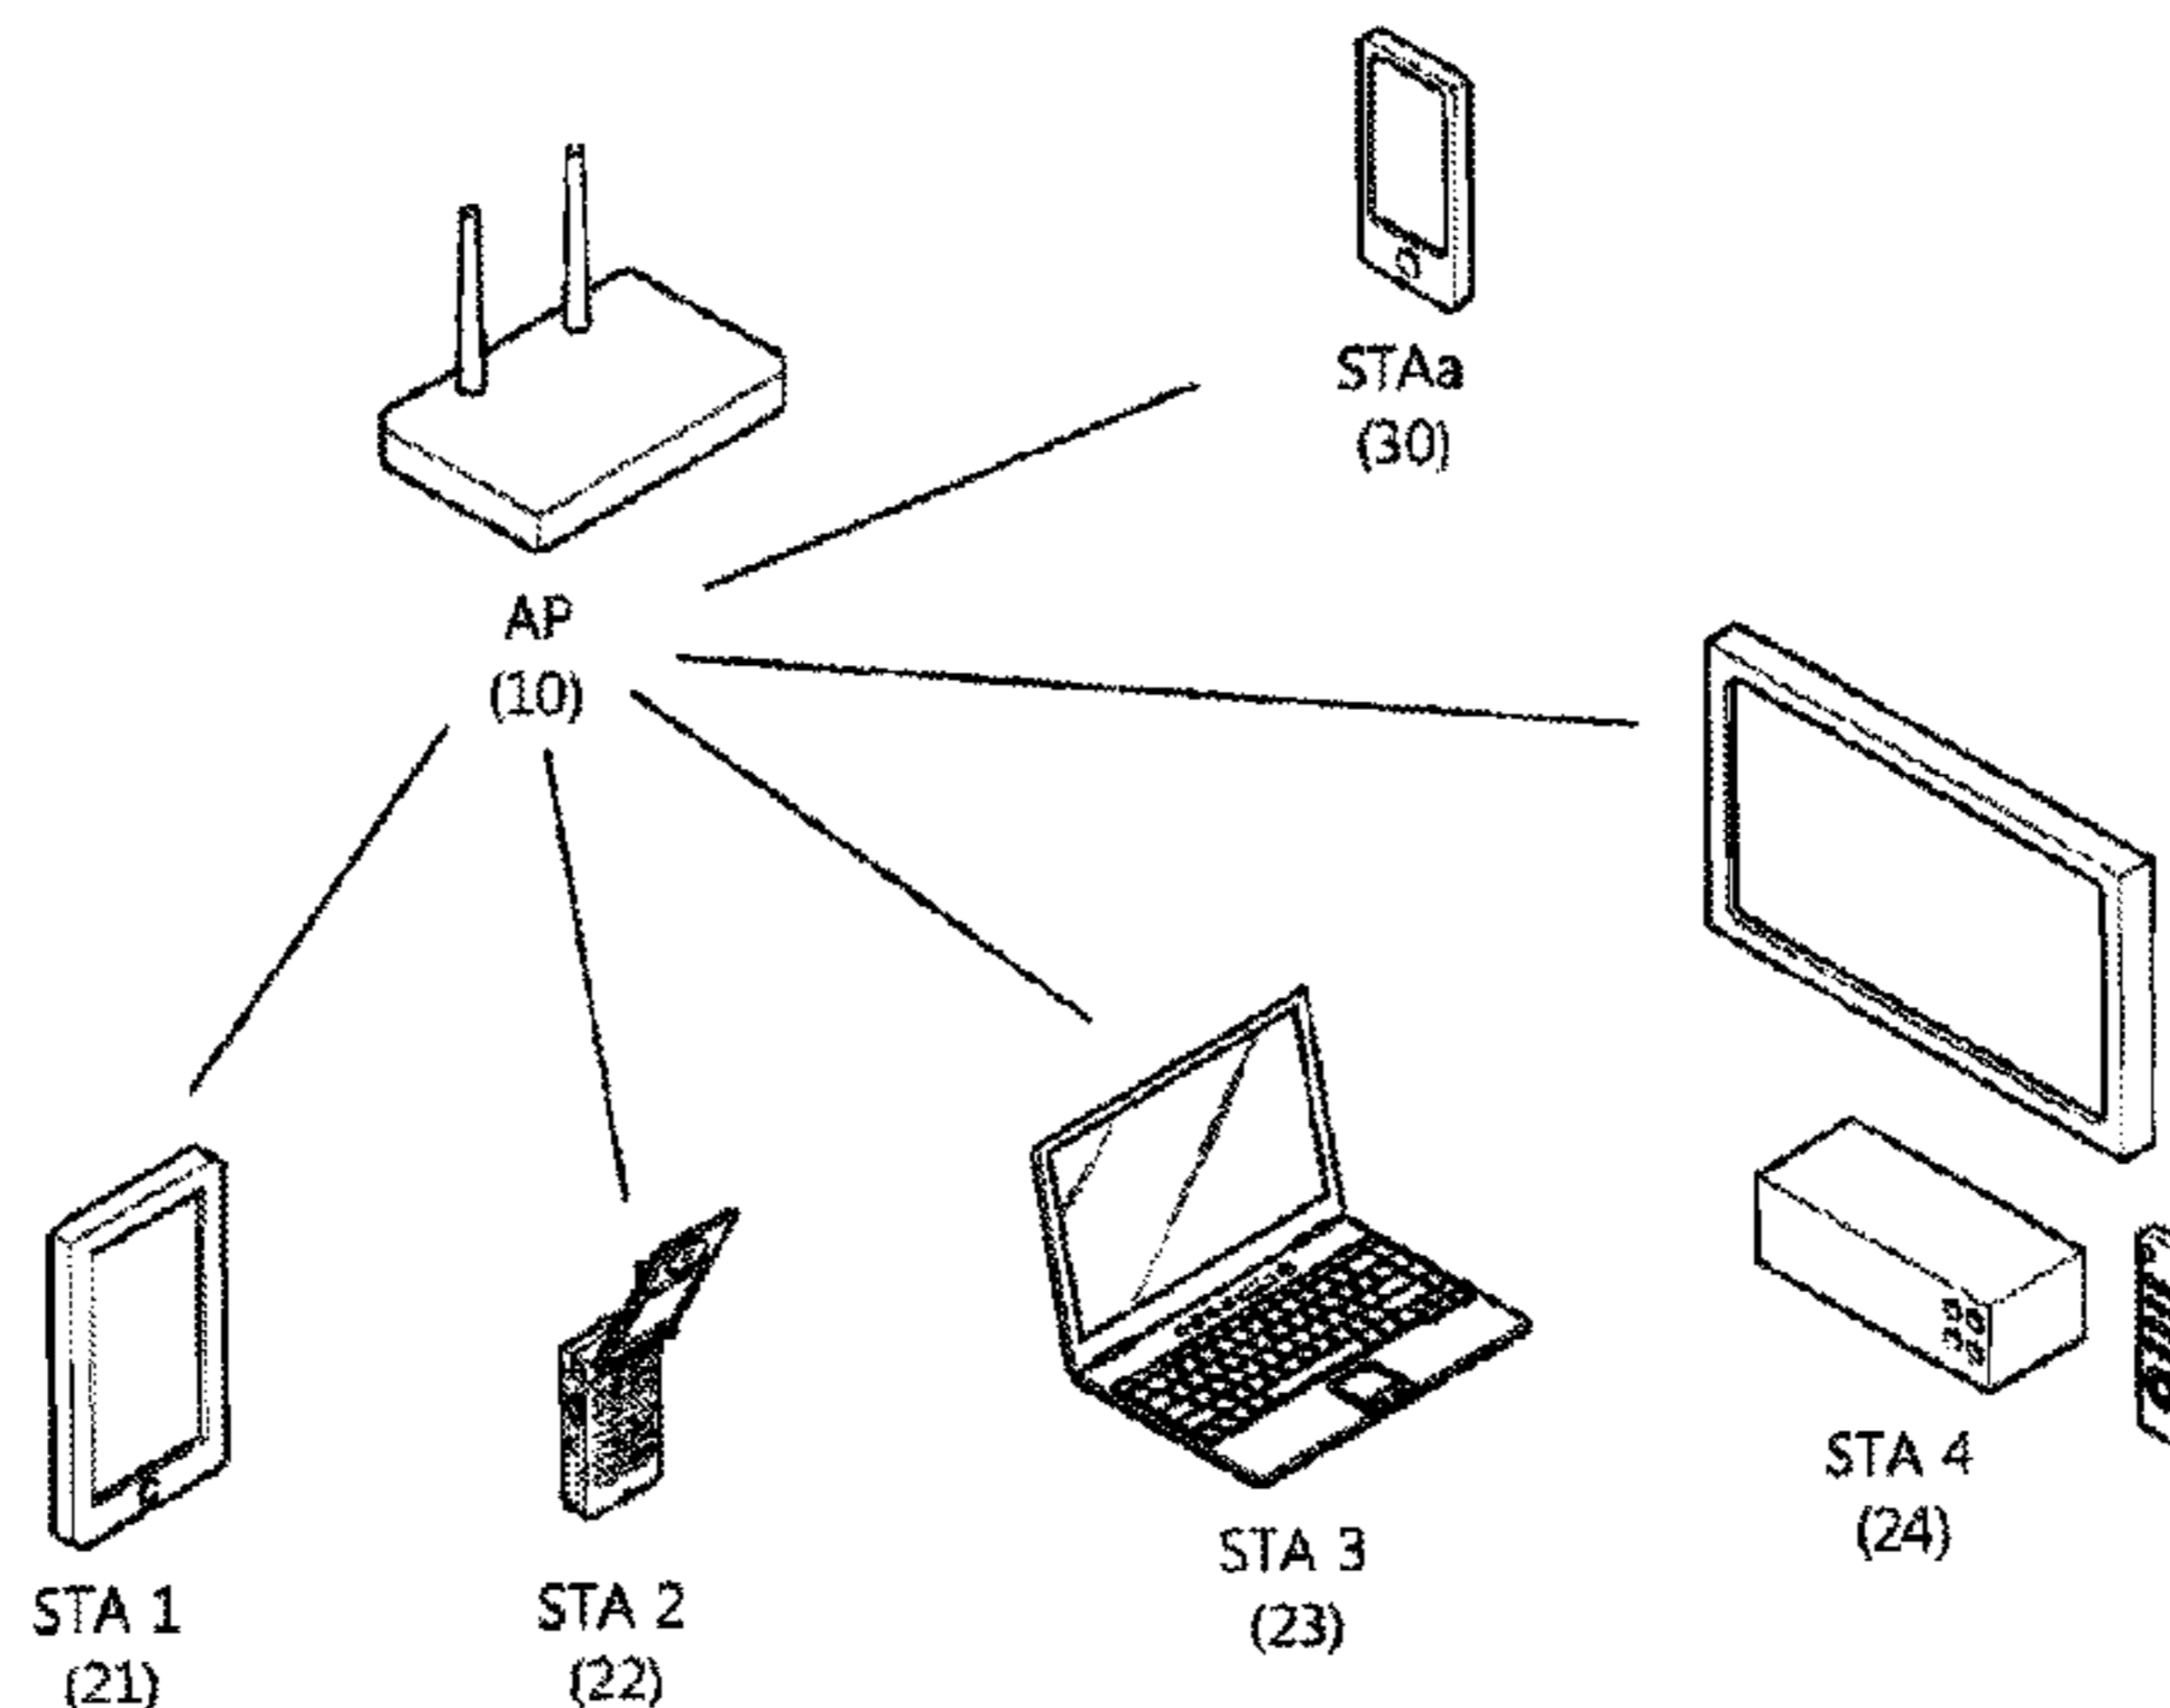 STAa
(30)
AP
(10)
STA 4
(24)
STA 3
(23)
STA 1
(21)
STA 2
(22)